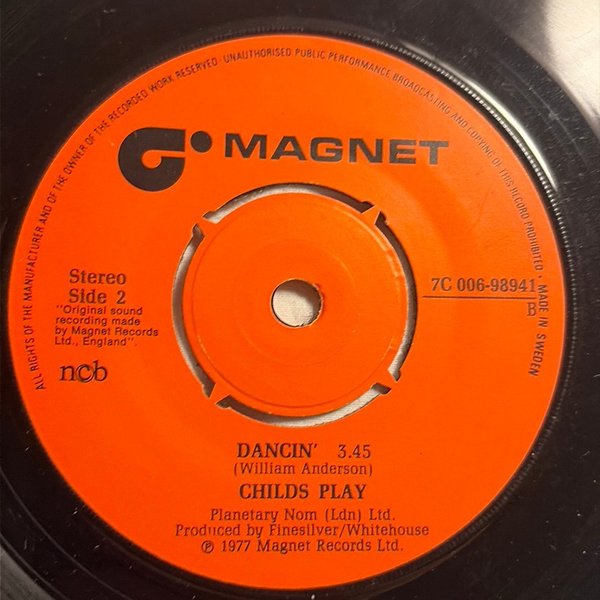 ALL RIGHTS OF THE MANUFACTURER AND OF THE OWNER OF THE RECORDED WORK RESERVED · UNAUTHORISED PUBLIC PERFORMANCE BROADCASTING AND COPYING OF THIS RECORD PROHIBITED · MADE IN SWEDEN
MAGNET
Stereo
Side 2
"Original sound
recording made
by Magnet Records
Ltd., England".
ncb
7C 006-98941
B
DANCIN' 3.45
(William Anderson)
CHILDS PLAY
Planetary Nom (Ldn) Ltd.
Produced by Finesilver/Whitehouse
℗ 1977 Magnet Records Ltd.